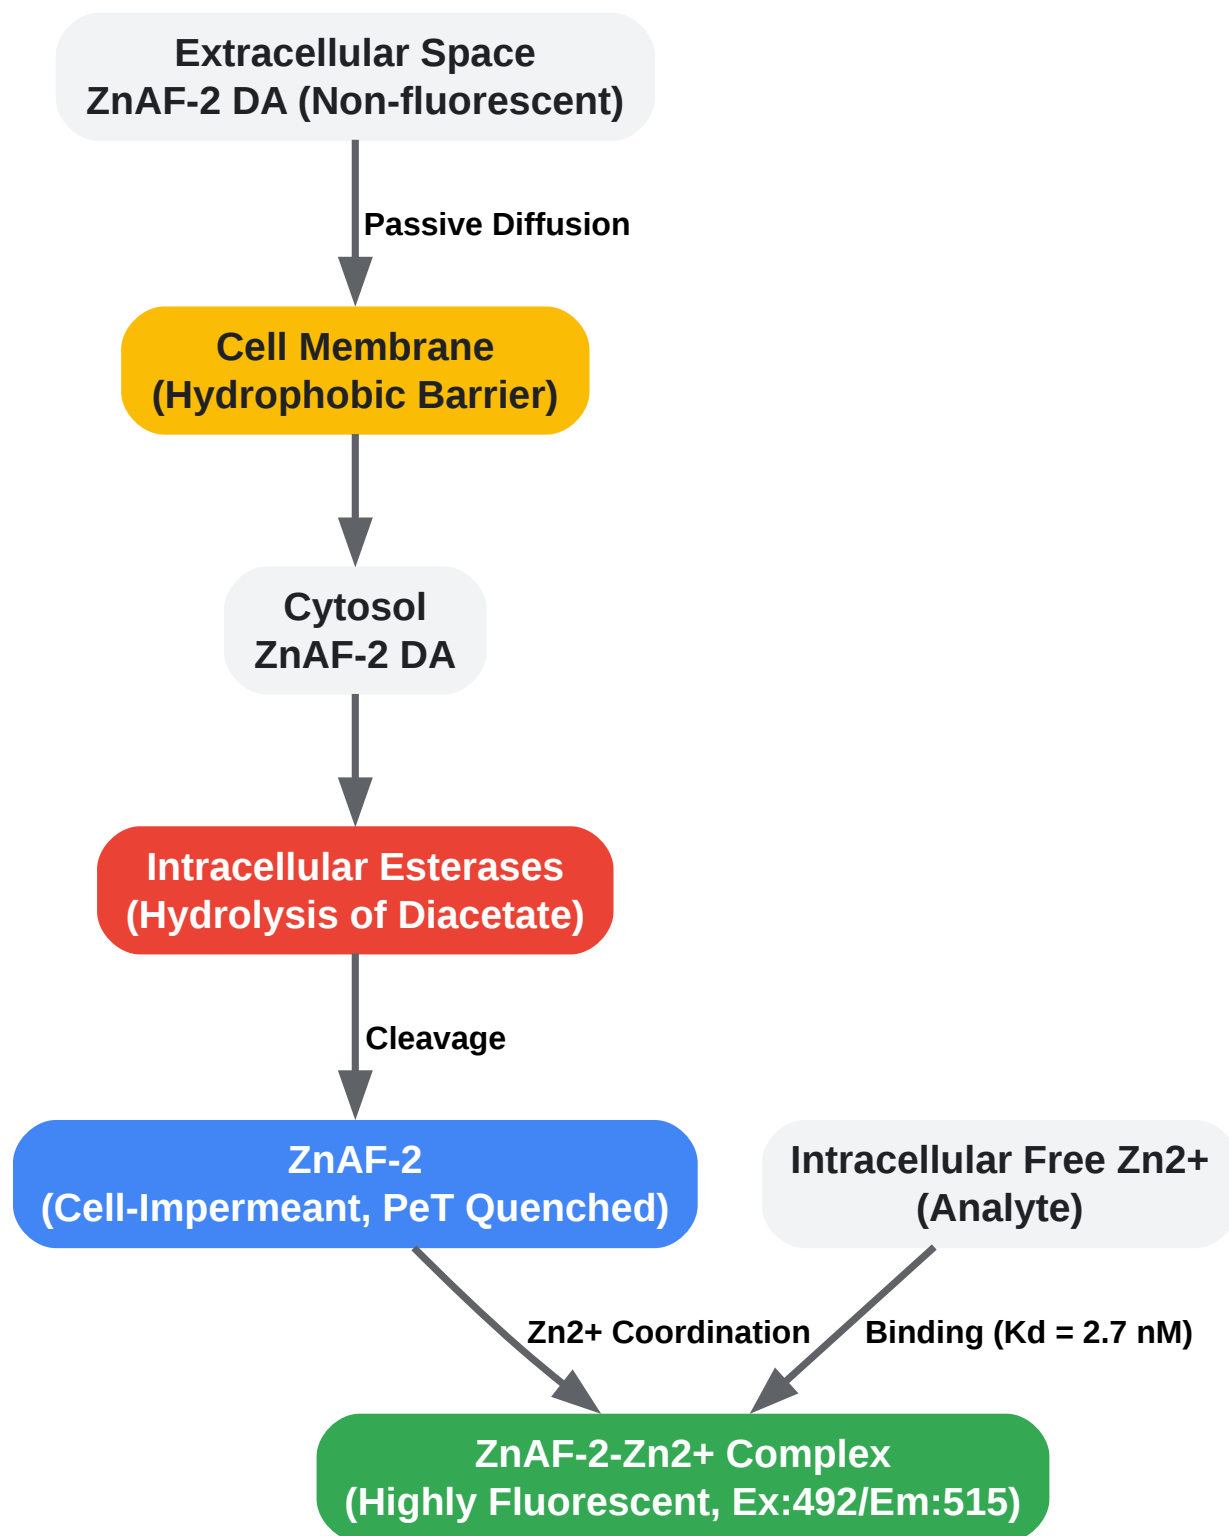 Extracellular Space
ZnAF-2 DA (Non-fluorescent)
Passive Diffusion
Cell Membrane
(Hydrophobic Barrier)
Cytosol
ZnAF-2 DA
Intracellular Esterases
(Hydrolysis of Diacetate)
Cleavage
ZnAF-2
(Cell-Impermeant, PeT Quenched)
Intracellular Free Zn2+
(Analyte)
Zn2+ Coordination
Binding (Kd = 2.7 nM)
ZnAF-2-Zn2+ Complex
(Highly Fluorescent, Ex:492/Em:515)